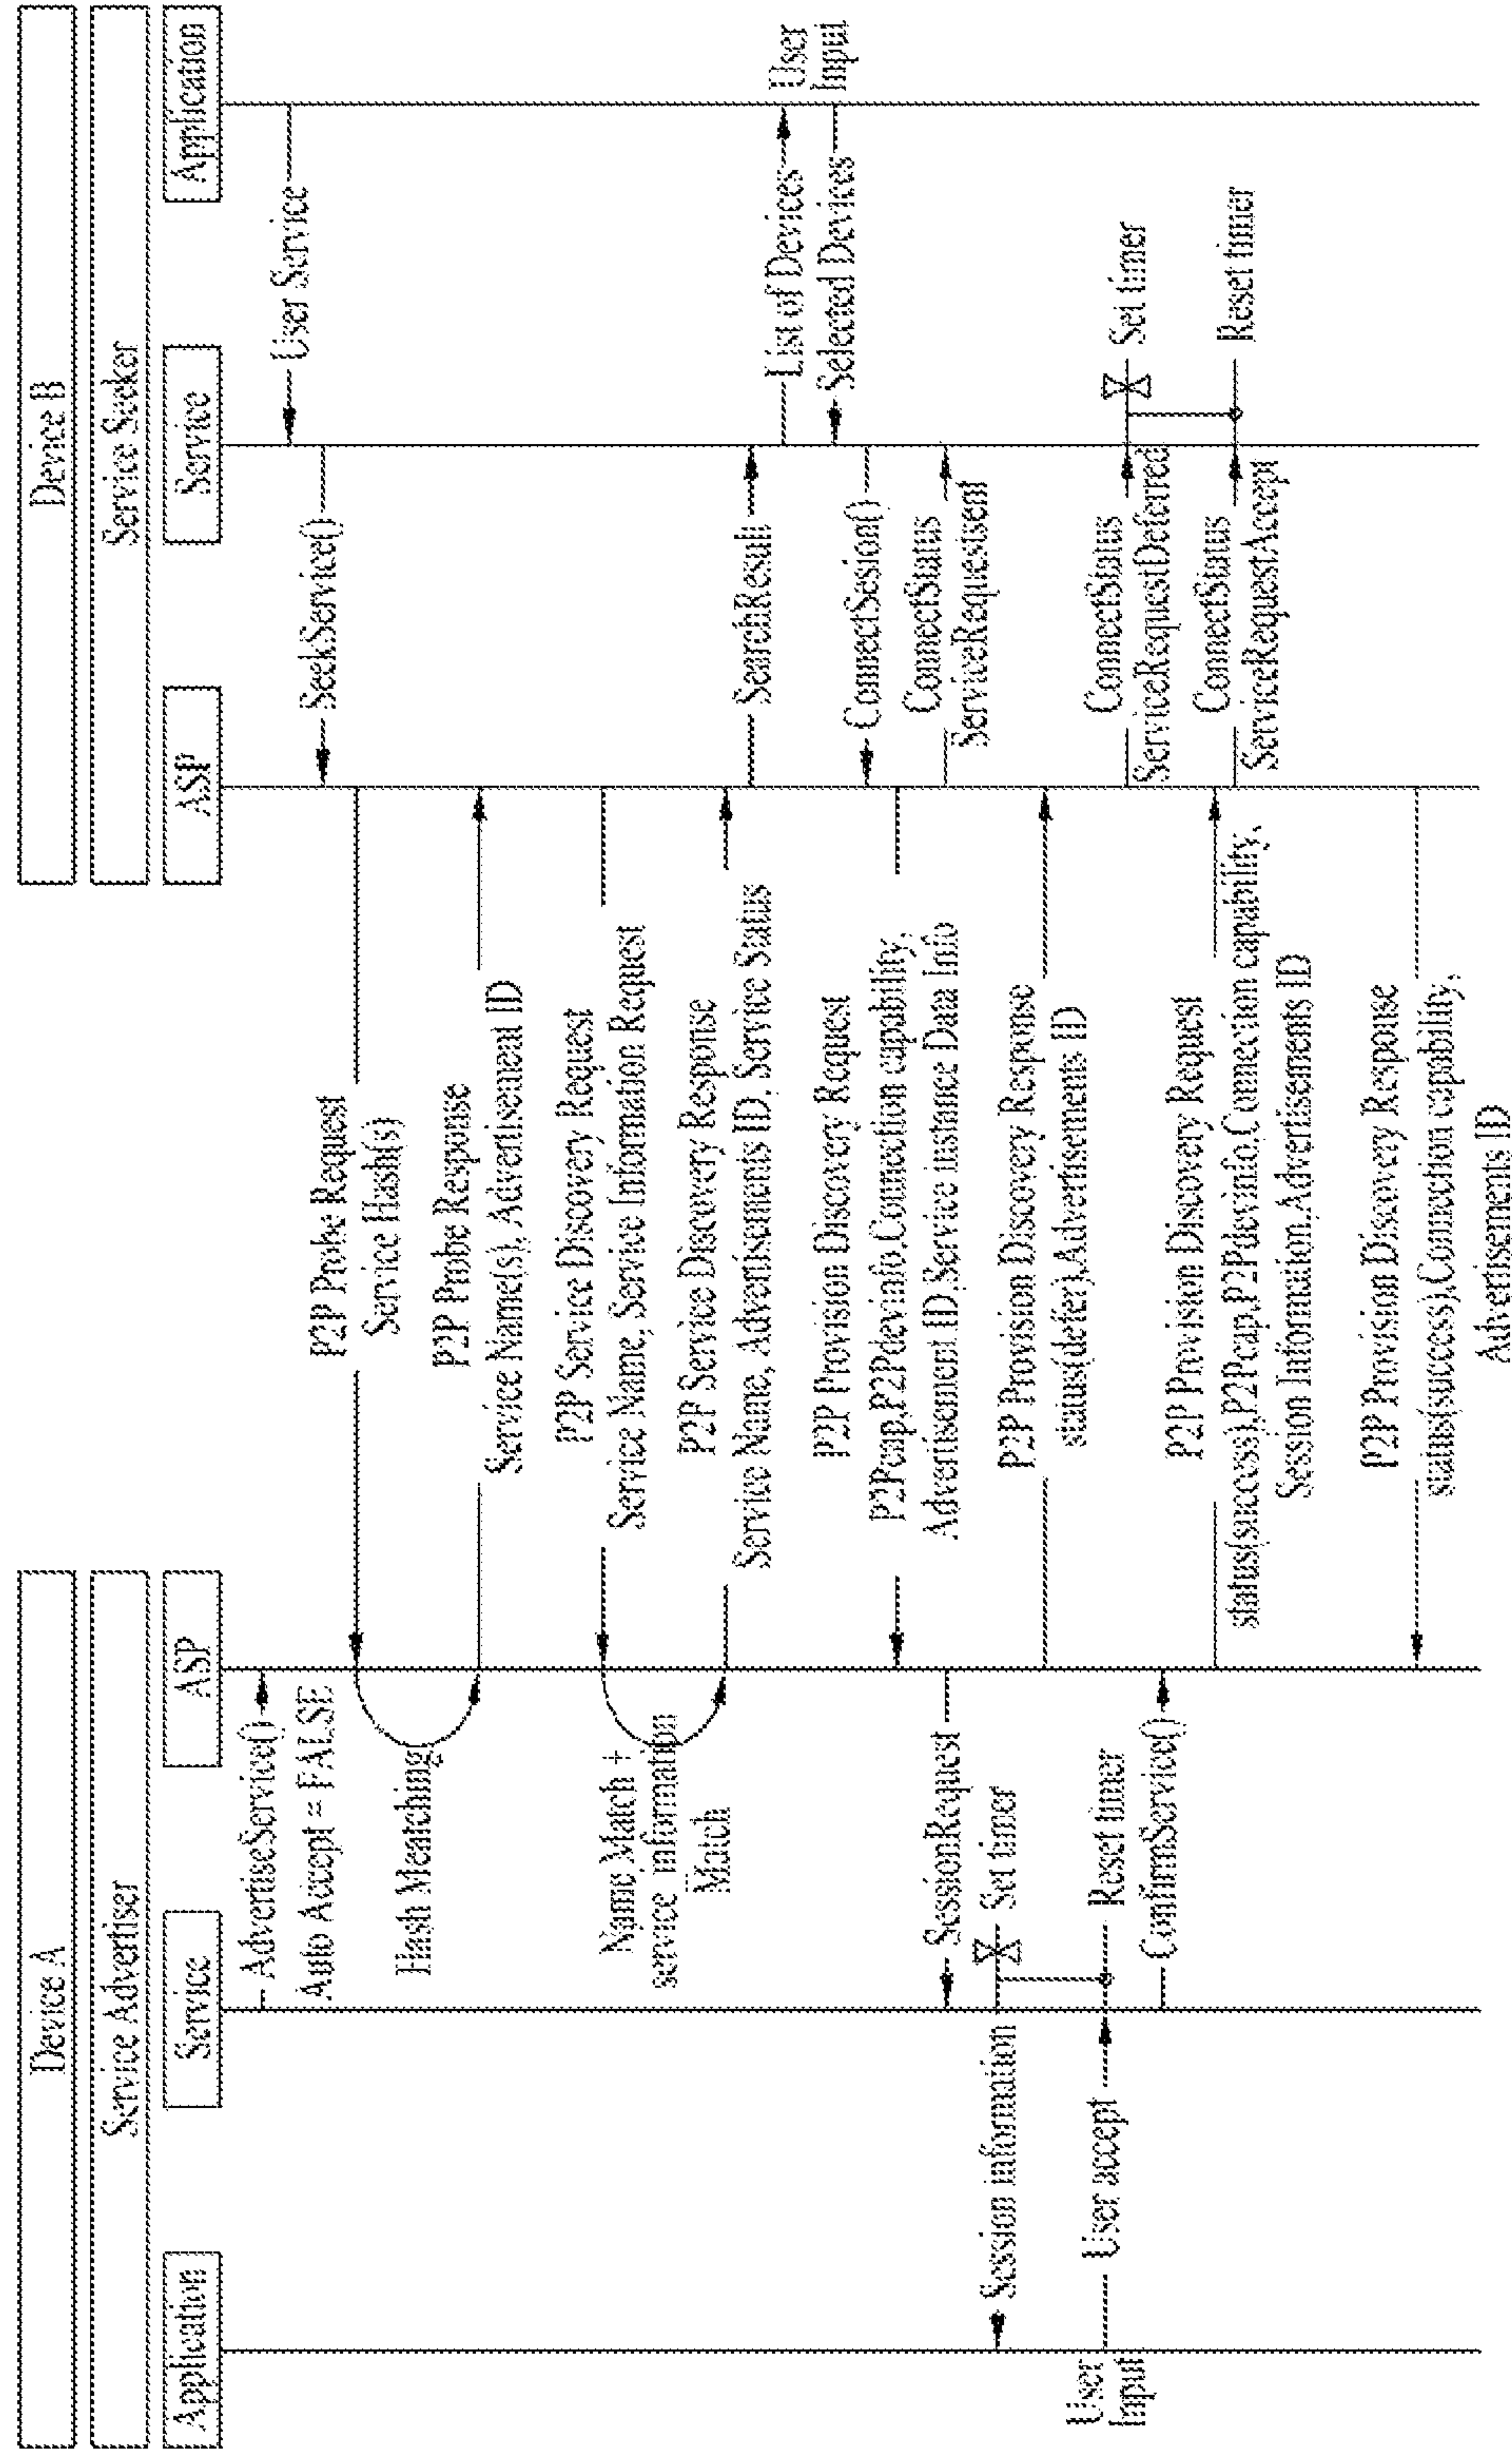 Device A
Device B
Service Advertiser
Service Seeker
Application
Service
ASP
ASP
Service
Application
AdvertiseService()
Auto Accept = FALSE
User Service
SeekService()
P2P Probe Request
Service Hash(s)
Hash Meatching
P2P Probe Response
Service Name(s), Advertisement ID
P2P Service Discovery Request
Service Name, Service Information Request
Name Match +
service information
Match
P2P Service Discovery Response
Service Name, Advertisements ID, Service Status
SearchResult
List of Devices
User
Input
Selected Devices
ConnectSesion()
P2P Provision Discovery Request
P2Pcap,P2Pdevinfo,Connection capability,
Advertisement ID,Service instance Data Info
ConnectStatus
ServiceRequestsent
SessionRequest
Session information
Set timer
P2P Provision Discovery Response
status(defer),Advertisements ID
ConnectStatus
ServiceRequestDeferred
Set timer
User
Input
User accept
Reset timer
ConfirmService()
P2P Provision Discovery Request
status(success),P2Pcap,P2Pdevinfo,Connection capability,
Session Information,Advertisements ID
ConnectStatus
ServiceRequestAccept
Reset timer
P2P Provision Discovery Response
status(success),Connection capability,
Advertisements ID